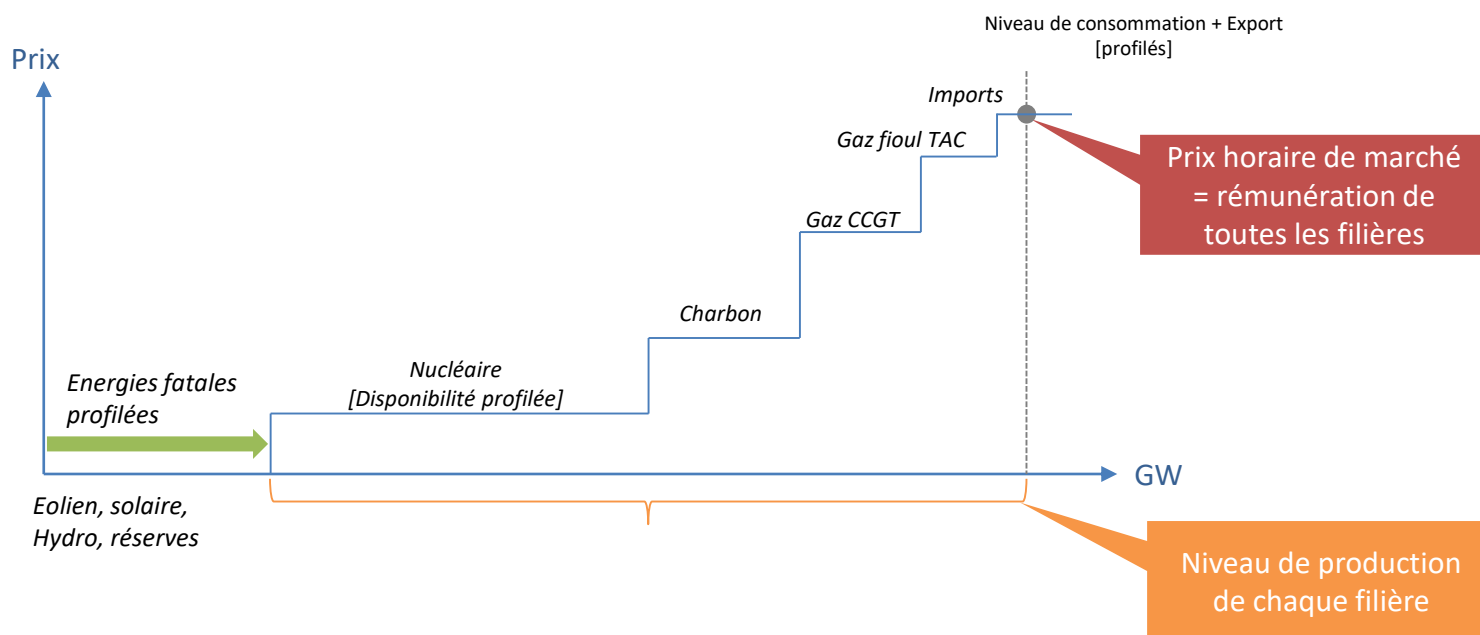 Niveau de consommation + Export
[profilés]
Prix
Imports
Gaz fioul TAC
Prix horaire de marché
= rémunération de
toutes les filières
Gaz CCGT
Charbon
Nucléaire
[Disponibilité profilée]
Energies fatales
profilées
GW
Eolien, solaire,
Hydro, réserves
Niveau de production
de chaque filière